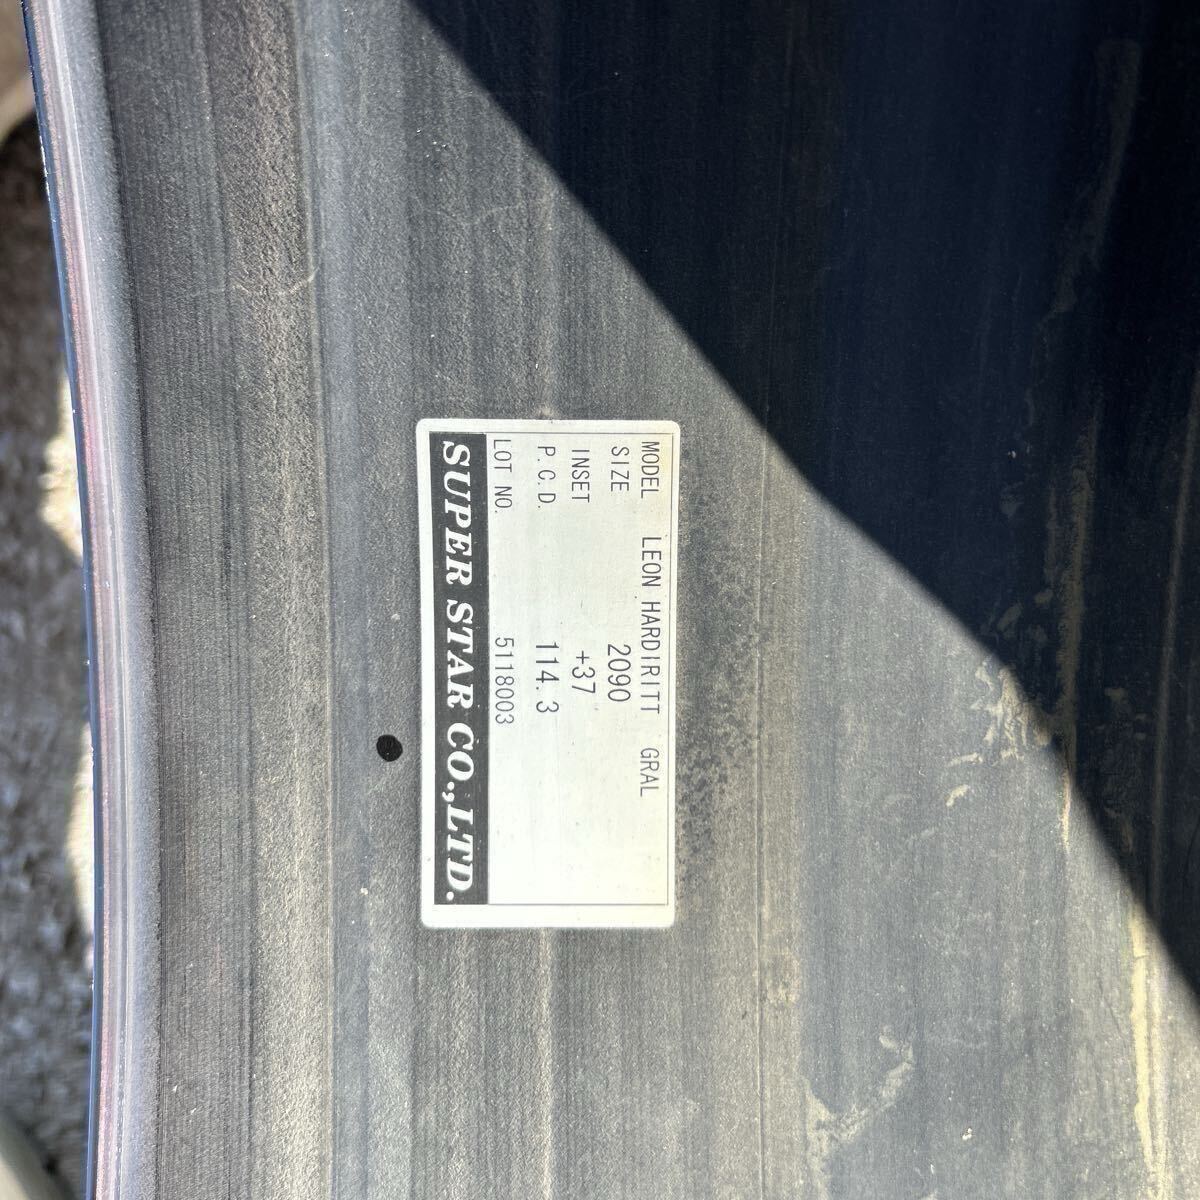 MODEL LEON HARDIRITT GRAL
SIZE 2090
INSET +37
P.C.D. 114.3
LOT NO. 5118003
SUPER STAR CO.,LTD.